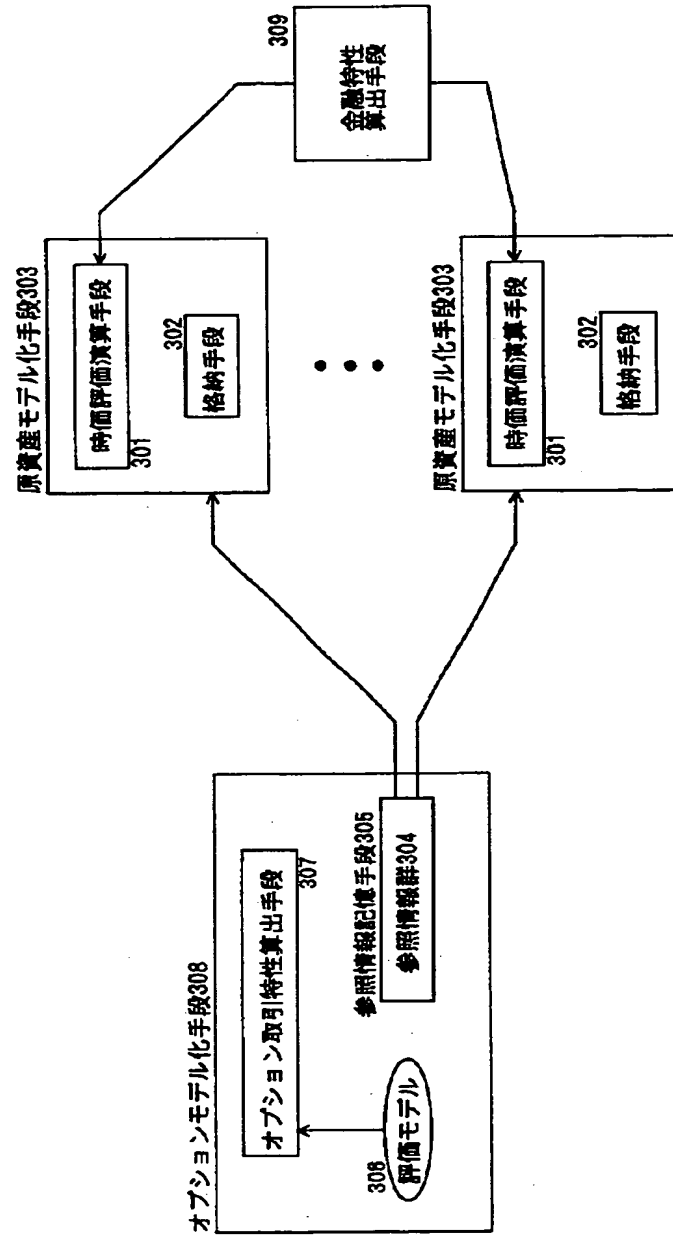 オプションモデル化手段308
オプション取引特性算出手段
307
306
評価モデル
参照情報記憶手段305
参照情報群304
原資産モデル化手段303
時価評価演算手段
301
302
格納手段
原資産モデル化手段303
時価評価演算手段
301
302
格納手段
309
金融特性
算出手段